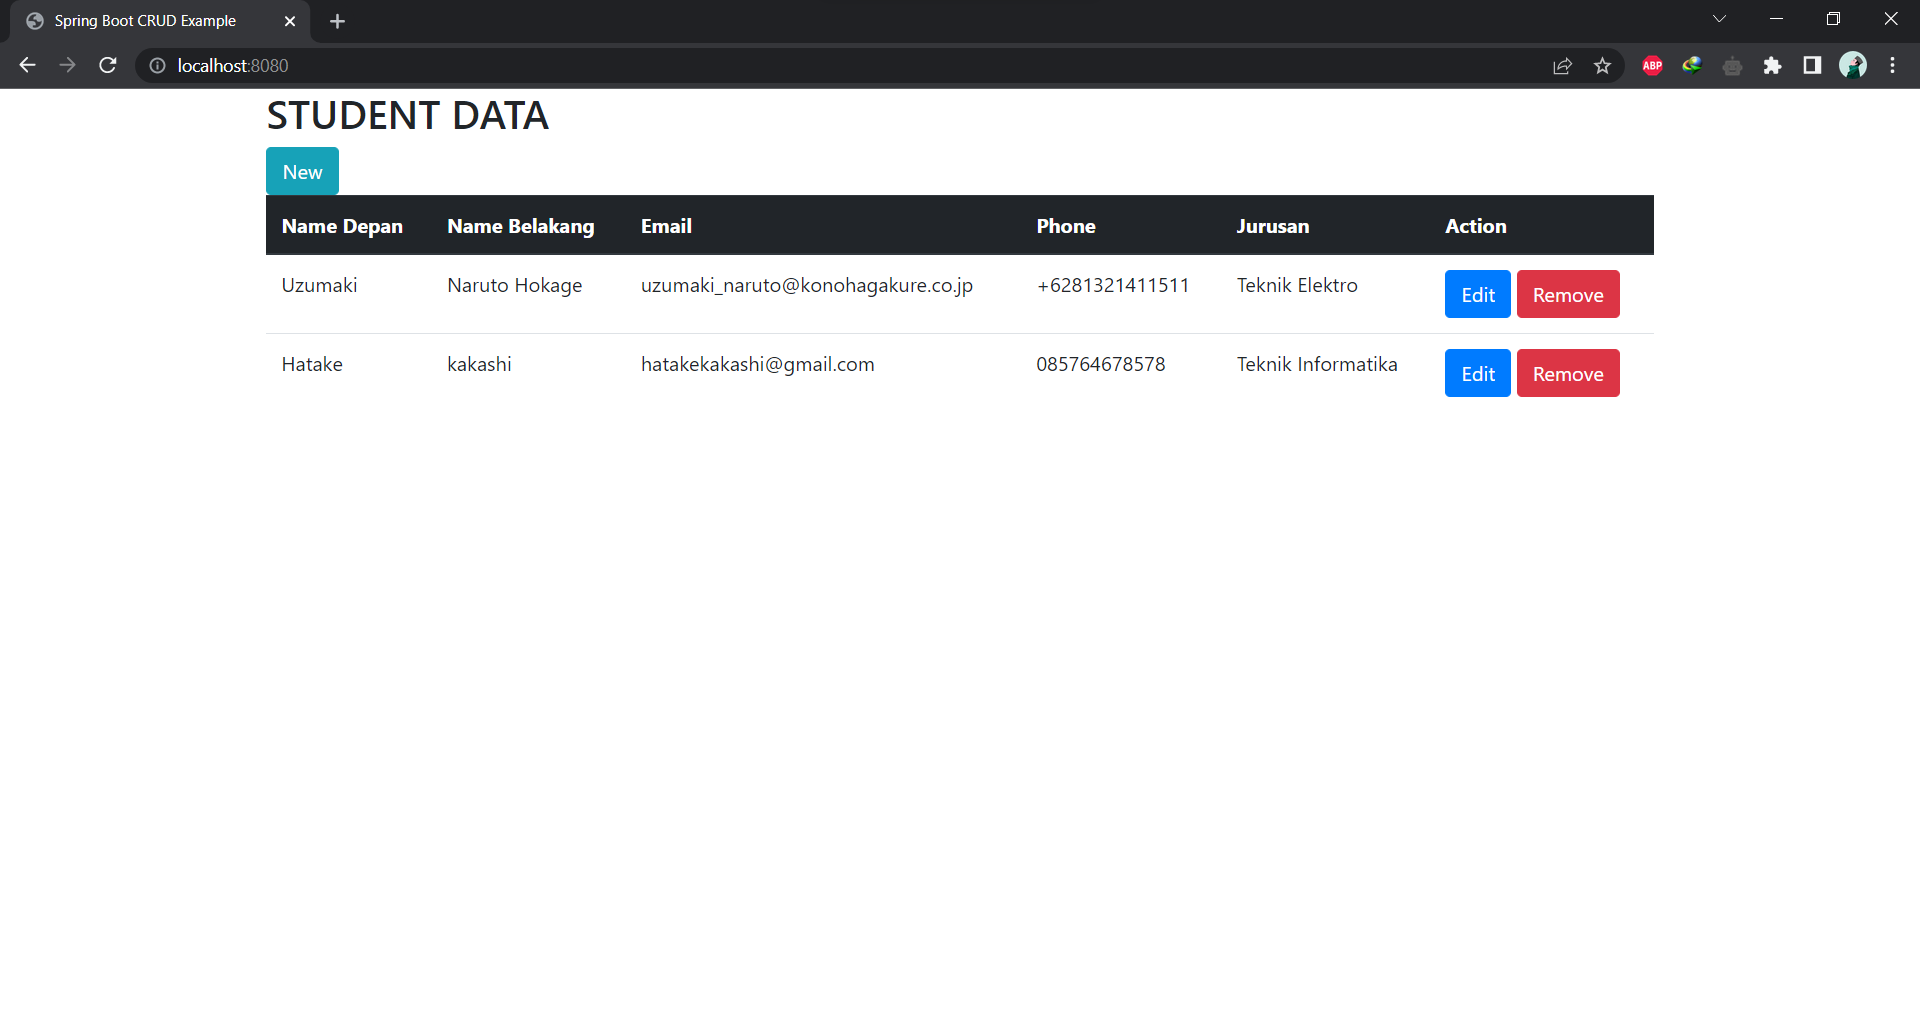 Spring Boot CRUD Example
localhost:8080
ABP
STUDENT DATA
New
Name Depan Name Belakang Email Phone Jurusan Action
Uzumaki Naruto Hokage uzumaki_naruto@konohagakure.co.jp +6281321411511 Teknik Elektro Edit Remove
Hatake kakashi hatakekakashi@gmail.com 085764678578 Teknik Informatika Edit Remove